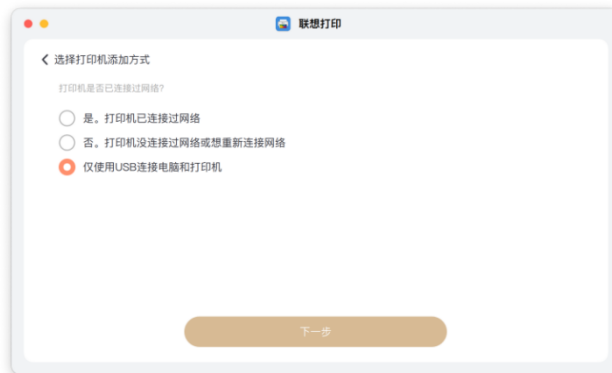 联想打印
选择打印机添加方式
打印机是否已连接过网络?
是。打印机已连接过网络
否。打印机没连接过网络或想重新连接网络
仅使用USB连接电脑和打印机
下一步